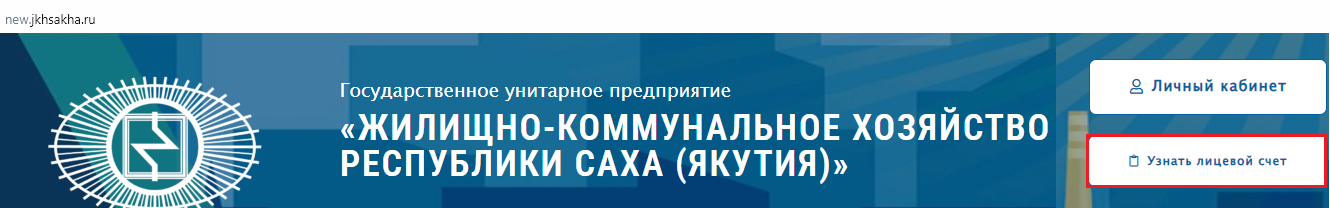 new.jkhsakha.ru
Государственное унитарное предприятие
«ЖИЛИЩНО-КОММУНАЛЬНОЕ ХОЗЯЙСТВО
РЕСПУБЛИКИ САХА (ЯКУТИЯ)»
Личный кабинет
Узнать лицевой счет